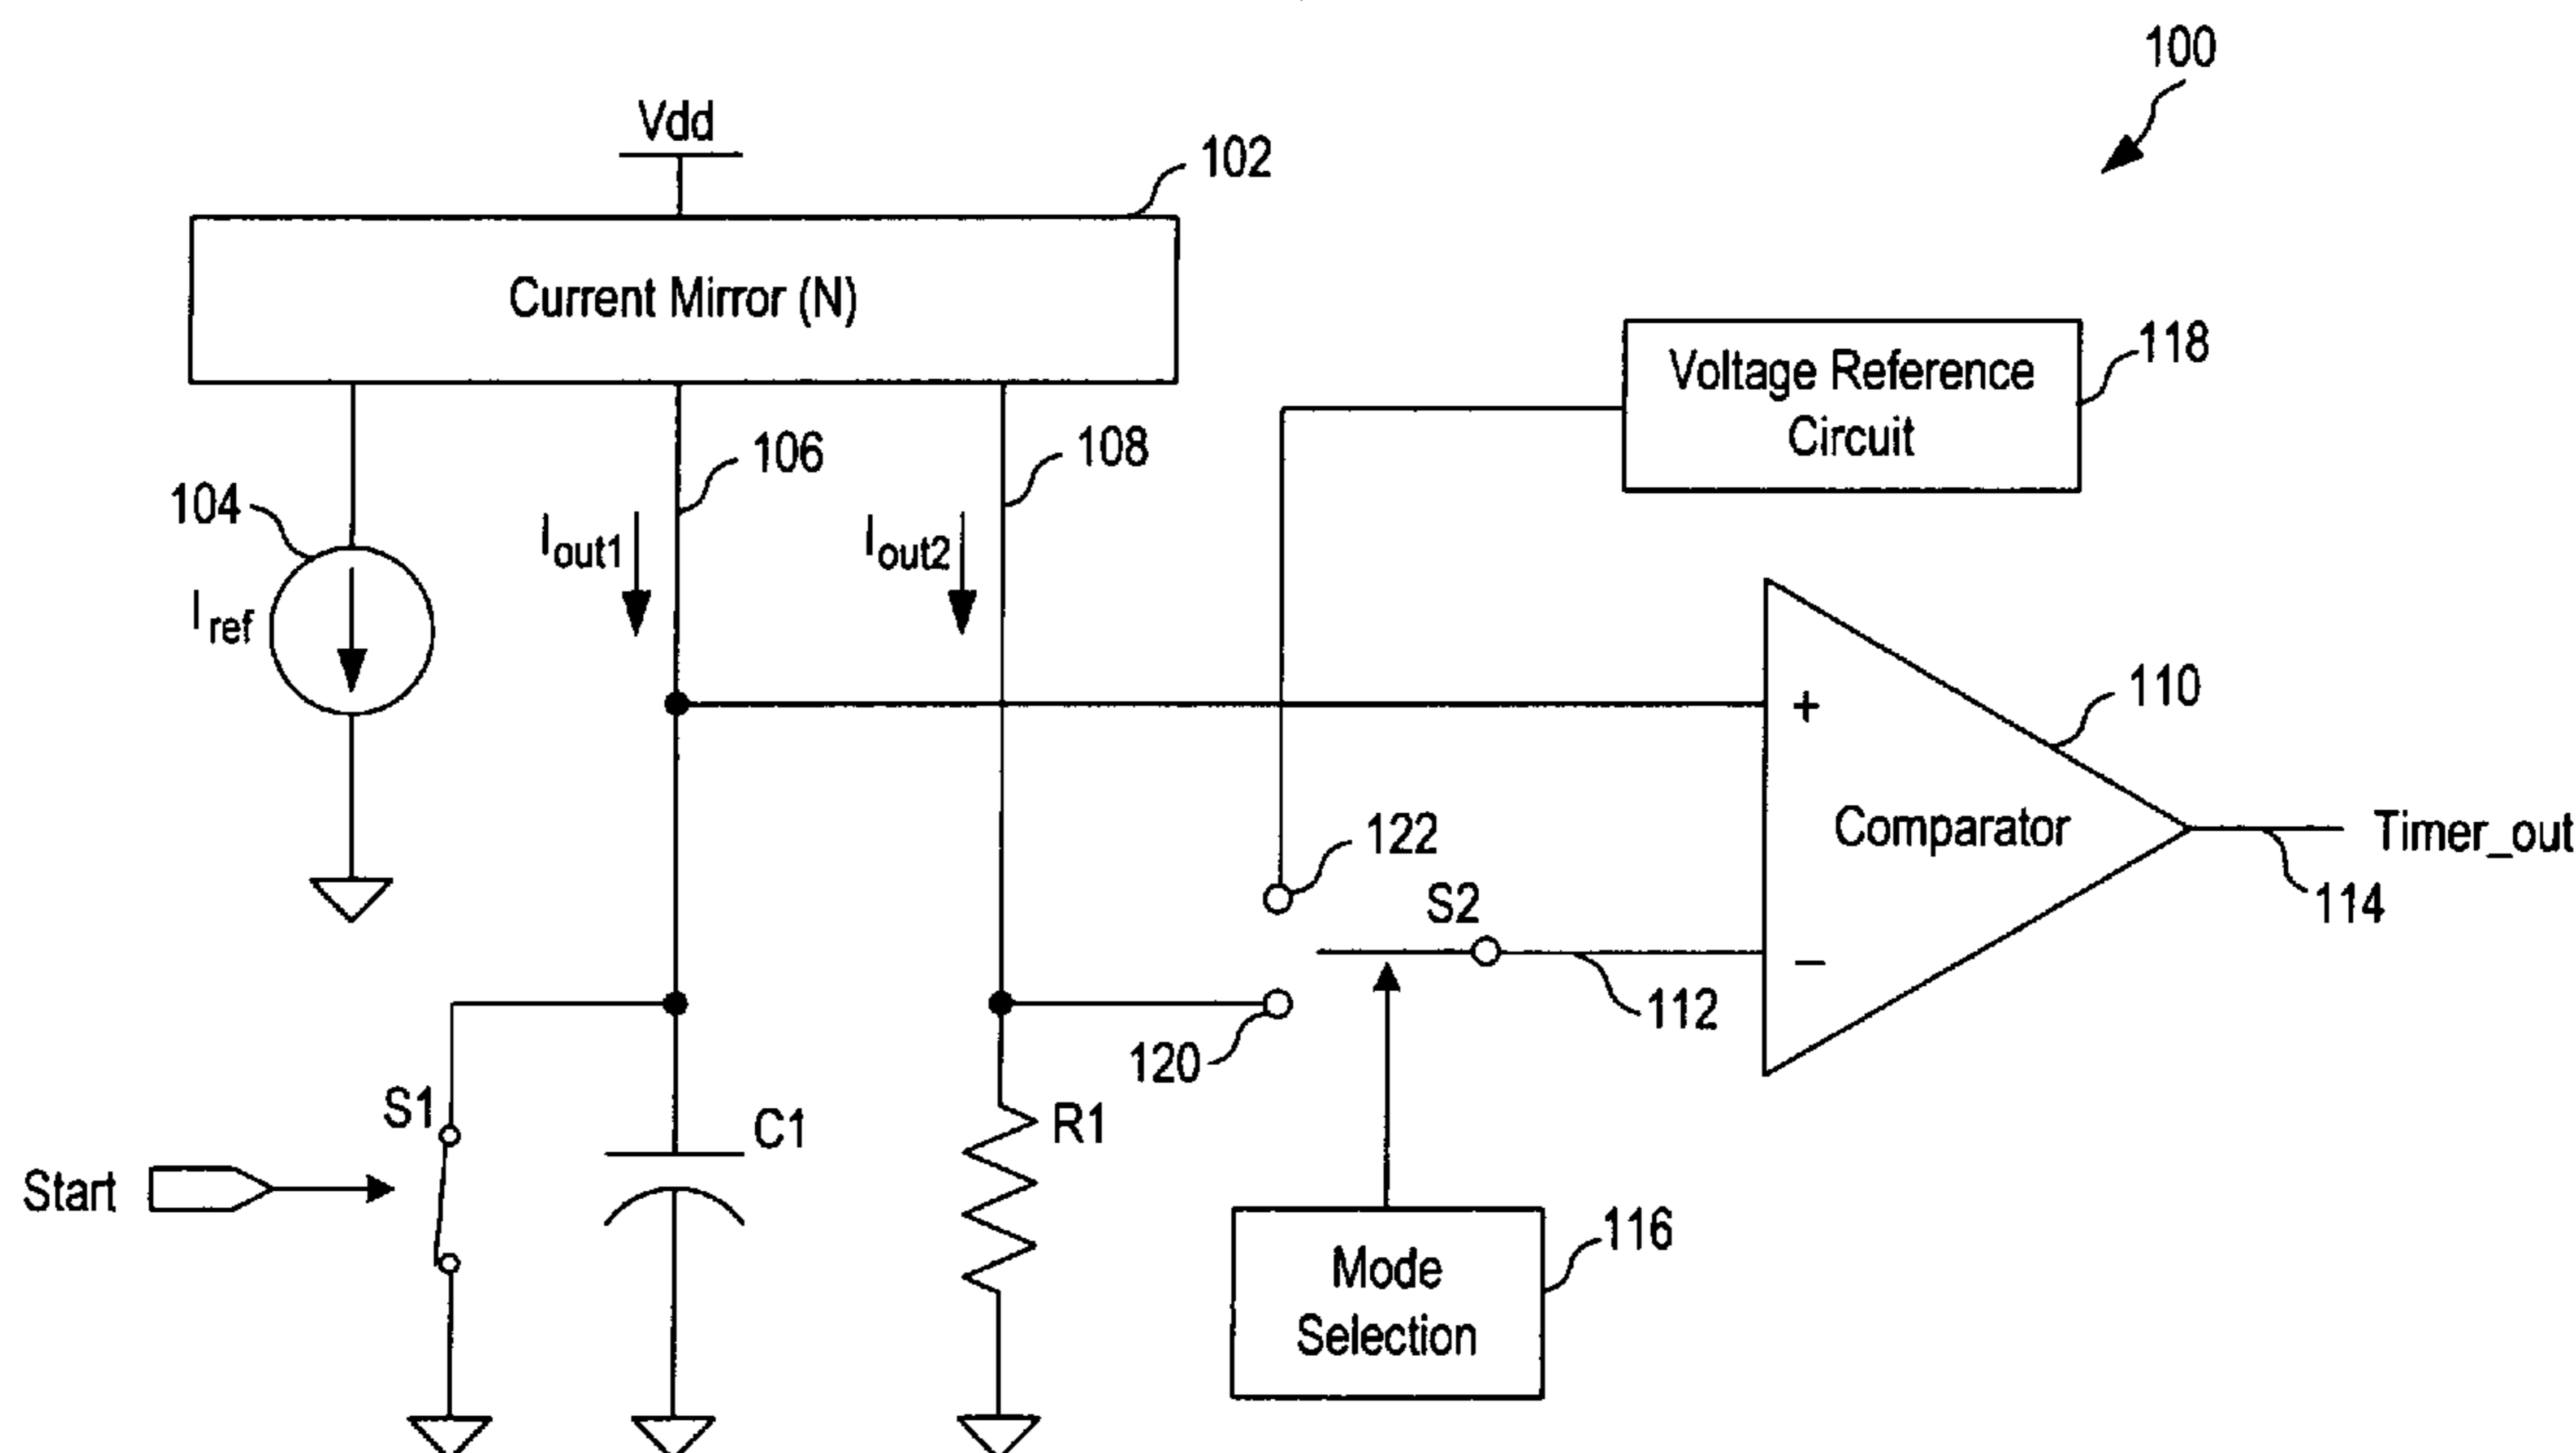 100
Vdd
102
Current Mirror (N)
Voltage Reference
Circuit
118
106
108
104
Iout1
Iout2
Iref
110
+
Comparator
Timer_out
122
S2
114
−
112
120
S1
C1
R1
Start
116
Mode
Selection